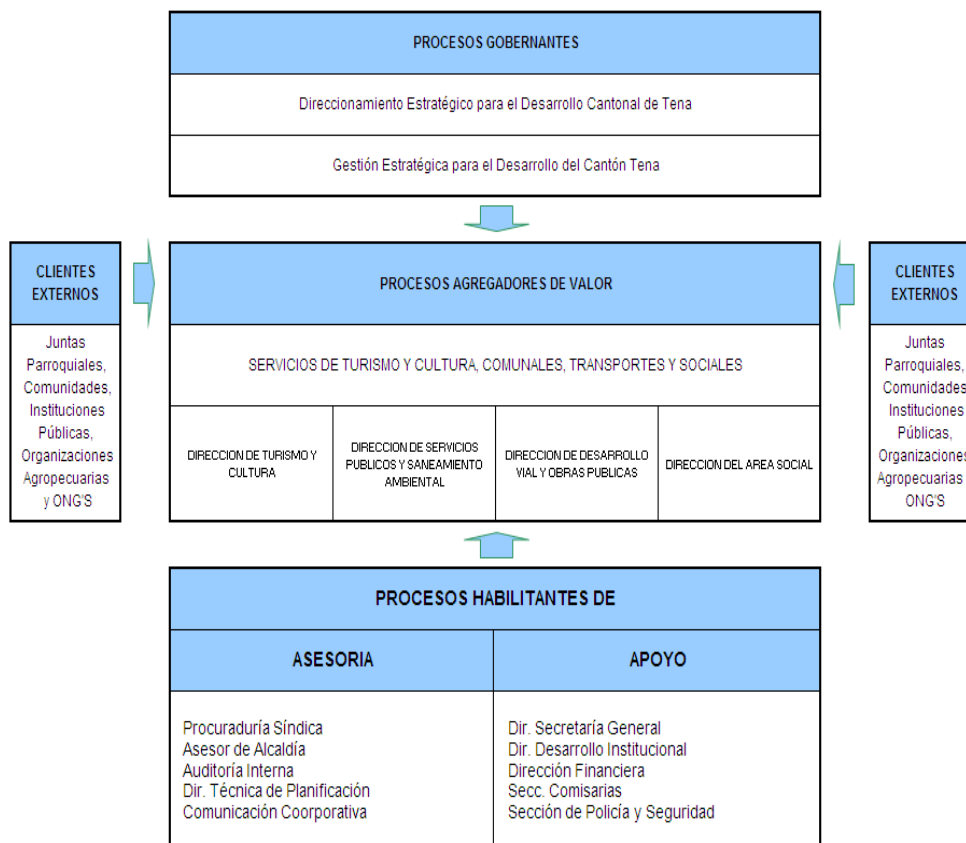 PROCESOS GOBERNANTES
Direccionamiento Estratégico para el Desarrollo Cantonal de Tena
Gestión Estratégica para el Desarrollo del Cantón Tena
CLIENTES
EXTERNOS
Juntas
Parroquiales,
Comunidades,
Instituciones
Públicas,
Organizaciones
Agropecuarias
y ONG'S
PROCESOS AGREGADORES DE VALOR
SERVICIOS DE TURISMO Y CULTURA, COMUNALES, TRANSPORTES Y SOCIALES
DIRECCION DE TURISMO Y
CULTURA
DIRECCION DE SERVICIOS
PUBLICOS Y SANEAMIENTO
AMBIENTAL
DIRECCION DE DESARROLLO
VIAL Y OBRAS PUBLICAS
DIRECCION DEL AREA SOCIAL
CLIENTES
EXTERNOS
Juntas
Parroquiales,
Comunidades
Instituciones
Públicas,
Organizaciones
Agropecuarias
ONG'S
PROCESOS HABILITANTES DE
ASESORIA
Procuraduría Síndica
Asesor de Alcaldía
Auditoría Interna
Dir. Técnica de Planificación
Comunicación Coorporativa
APOYO
Dir. Secretaría General
Dir. Desarrollo Institucional
Dirección Financiera
Secc. Comisarias
Sección de Policía y Seguridad